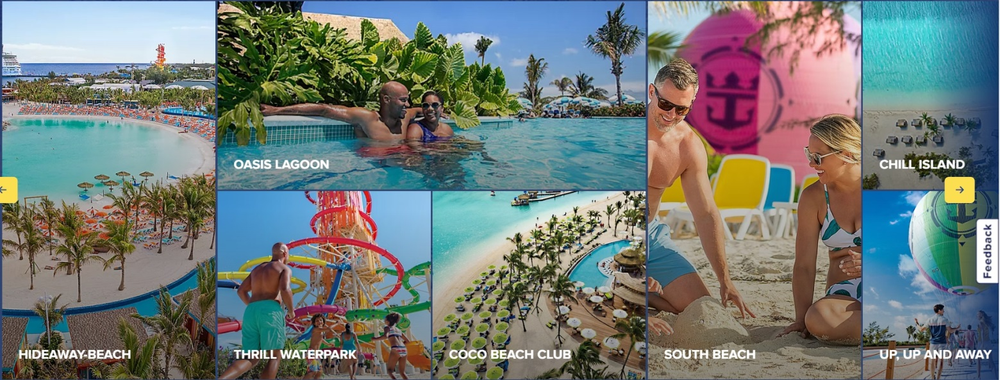 HIDEAWAY-BEACH
OASIS LAGOON
THRILL WATERPARK
COCO BEACH CLUB
SOUTH BEACH
CHILL ISLAND
UP, UP AND AWAY
Feedback